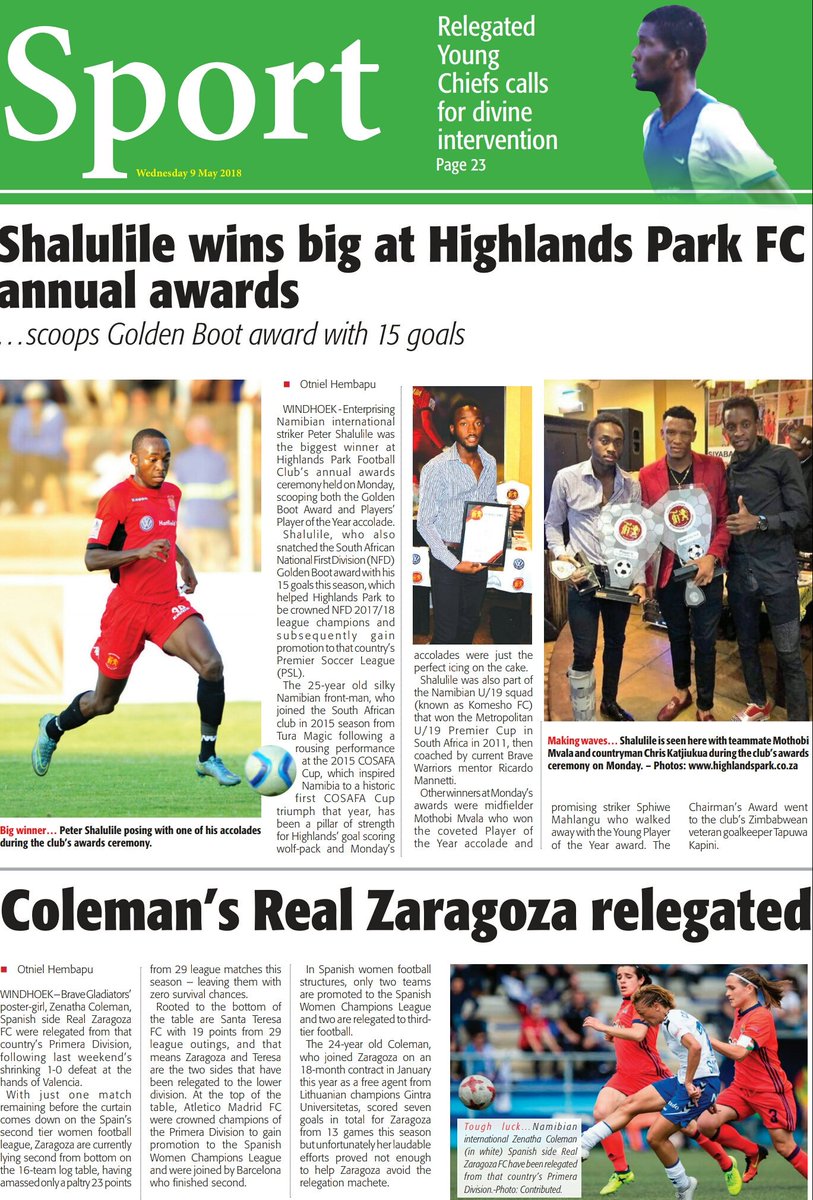 Sport
Wednesday 9 May 2018
Relegated
Young
Chiefs calls
for divine
intervention
Page 23
Shalulile wins big at Highlands Park FC
annual awards
…scoops Golden Boot award with 15 goals
Otniel Hembapu
WINDHOEK - Enterprising
Namibian international
striker Peter Shalulile was
the biggest winner at
Highlands Park Football
Club's annual awards
ceremony held on Monday,
scooping both the Golden
Boot Award and Players'
Player of the Year accolade.
Shalulile, who also
snatched the South African
National First Division (NFD)
Golden Boot award with his
15 goals this season, which
helped Highlands Park to
be crowned NFD 2017/18
league champions and
subsequently gain
promotion to that country's
Premier Soccer League
(PSL).
The 25-year old silky
Namibian front-man, who
joined the South African
club in 2015 season from
Tura Magic following a
rousing performance
at the 2015 COSAFA
Cup, which inspired
Namibia to a historic
first COSAFA Cup
triumph that year, has
been a pillar of strength
for Highlands' goal scoring
wolf-pack and Monday's
accolades were just the
perfect icing on the cake.
Shalulile was also part of
the Namibian U/19 squad
(known as Komesho FC)
that won the Metropolitan
U/19 Premier Cup in
South Africa in 2011, then
coached by current Brave
Warriors mentor Ricardo
Mannetti.
Other winners at Monday's
awards were midfielder
Mothobi Mvala who won
the coveted Player of
the Year accolade and
promising striker Sphiwe
Mahlangu who walked
away with the Young Player
of the Year award. The
Chairman's Award went
to the club's Zimbabwean
veteran goalkeeper Tapuwa
Kapini.
Big winner… Peter Shalulile posing with one of his accolades
during the club's awards ceremony.
SIYABA
Making waves… Shalulile is seen here with teammate Mothobi
Mvala and countryman Chris Katjiukua during the club's awards
ceremony on Monday. – Photos: www.highlandspark.co.za
Coleman's Real Zaragoza relegated
Otniel Hembapu
WINDHOEK – Brave Gladiators'
poster-girl, Zenatha Coleman,
Spanish side Real Zaragoza
FC were relegated from that
country's Primera Division,
following last weekend's
shrinking 1-0 defeat at the
hands of Valencia.
With just one match
remaining before the curtain
comes down on the Spain's
second tier women football
league, Zaragoza are currently
lying second from bottom on
the 16-team log table, having
amassed only a paltry 23 points
from 29 league matches this
season – leaving them with
zero survival chances.
Rooted to the bottom of
the table are Santa Teresa
FC with 19 points from 29
league outings, and that
means Zaragoza and Teresa
are the two sides that have
been relegated to the lower
division. At the top of the
table, Atletico Madrid FC
were crowned champions of
the Primera Division to gain
promotion to the Spanish
Women Champions League
and were joined by Barcelona
who finished second.
In Spanish women football
structures, only two teams
are promoted to the Spanish
Women Champions League
and two are relegated to third-
tier football.
The 24-year old Coleman,
who joined Zaragoza on an
18-month contract in January
this year as a free agent from
Lithuanian champions Gintra
Universitetas, scored seven
goals in total for Zaragoza
from 13 games this season
but unfortunately her laudable
efforts proved not enough
to help Zaragoza avoid the
relegation machete.
Tough luck…Namibian
international Zenatha Coleman
(in white) Spanish side Real
Zaragoza FC have been relegated
from that country's Primera
Division.-Photo: Contributed.